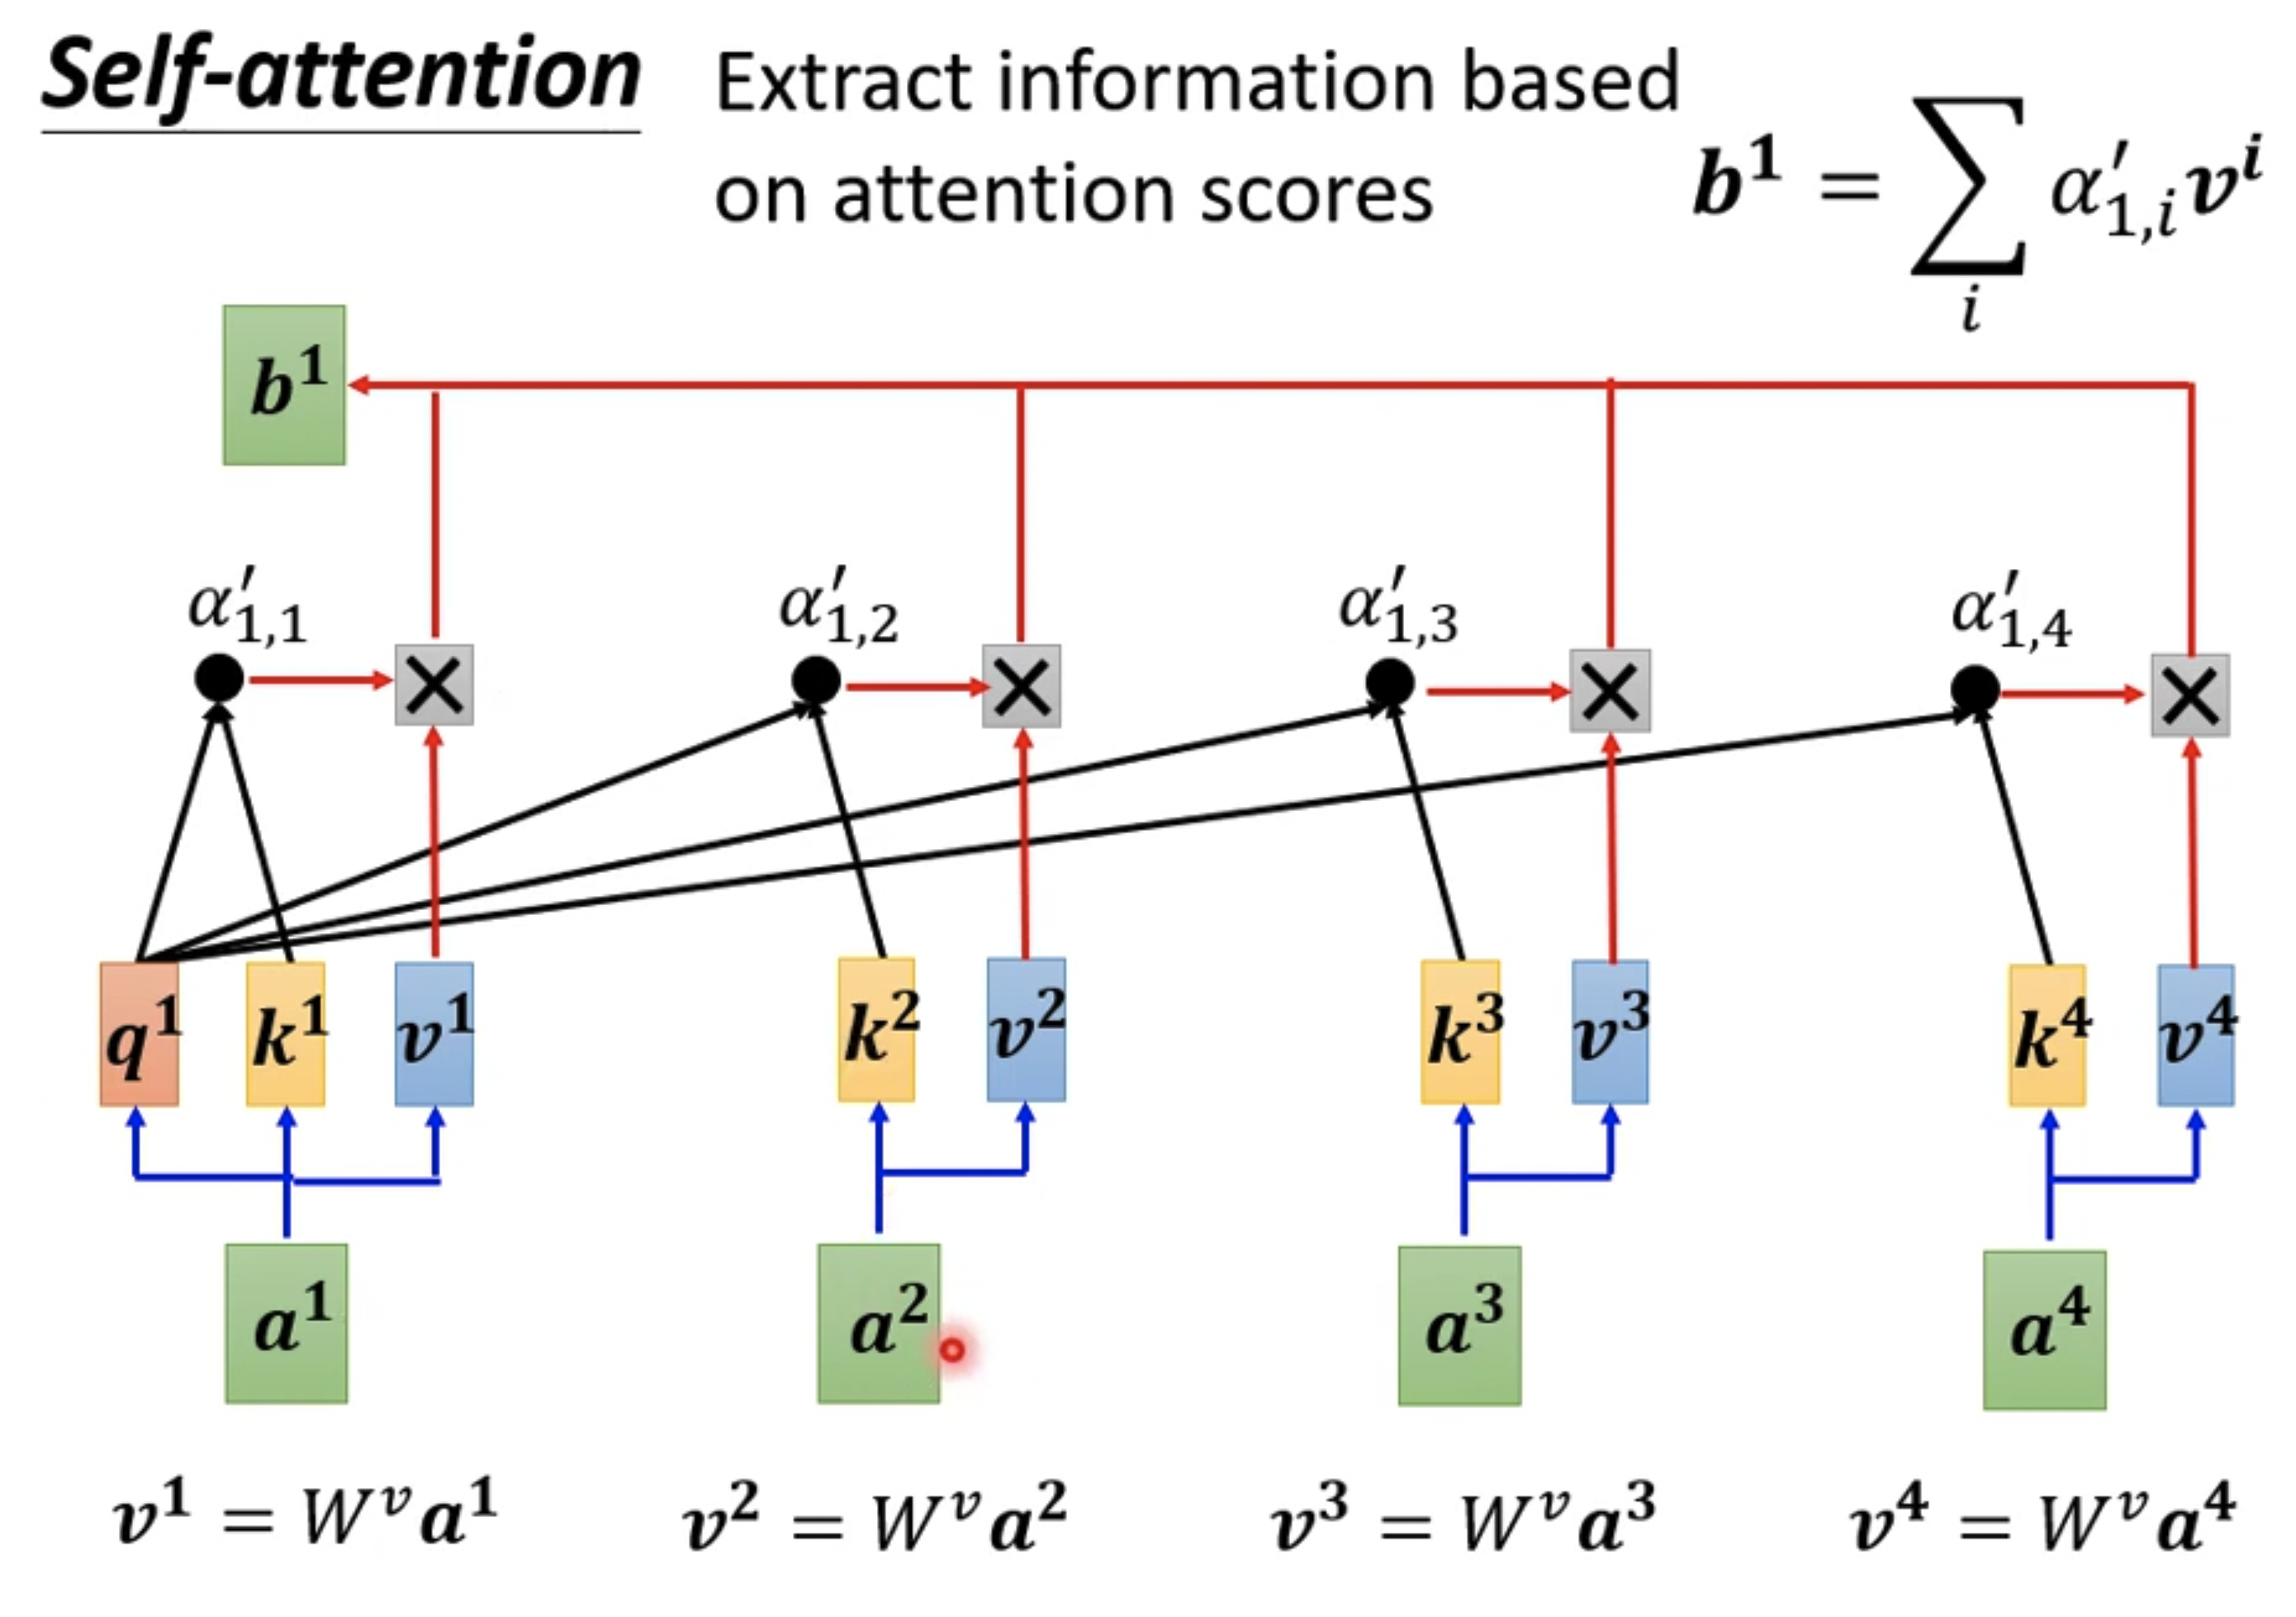 Self-attention
Extract information based
on attention scores
b¹ = ∑ᵢ α′₁,ᵢvⁱ
b¹
α′₁,₁ α′₁,₂ α′₁,₃ α′₁,₄
q¹ k¹ v¹ k² v² k³ v³ k⁴ v⁴
a¹ a² a³ a⁴
v¹ = Wᵛa¹ v² = Wᵛa² v³ = Wᵛa³ v⁴ = Wᵛa⁴